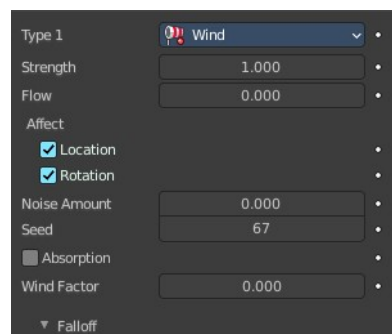 Type 1 Wind
Strength 1.000
Flow 0.000
Affect
Location
Rotation
Noise Amount 0.000
Seed 67
Absorption
Wind Factor 0.000
Falloff